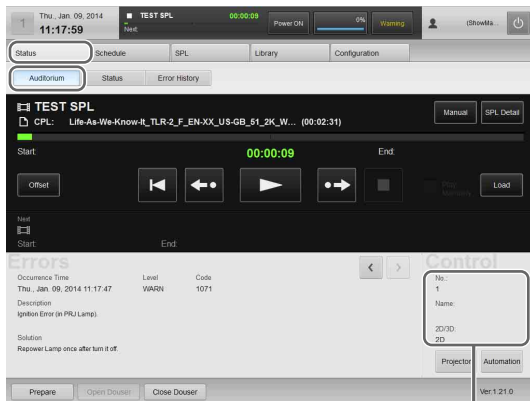 1
Thu., Jan. 09, 2014
11:17:59
TEST SPL
00:00:09
Next
Power ON
0%
Warning
(ShowMa...
Status
Schedule
SPL
Library
Configuration
Auditorium
Status
Error History
TEST SPL
CPL: Life-As-We-Know-It_TLR-2_F_EN-XX_US-GB_51_2K_W... (00:02:31)
Manual
SPL Detail
Start:
00:00:09
End:
Offset
Load
Next
Start:
End:
Errors
Control
Occurrence Time
Level
Code
Thu., Jan. 09, 2014 11:17:47
WARN
1071
Description
Ignition Error (in PRJ Lamp).
Solution
Repower Lamp once after turn it off.
No.:
1
Name:
2D/3D:
2D
Projector
Automation
Prepare
Open Douser
Close Douser
Ver.1.21.0